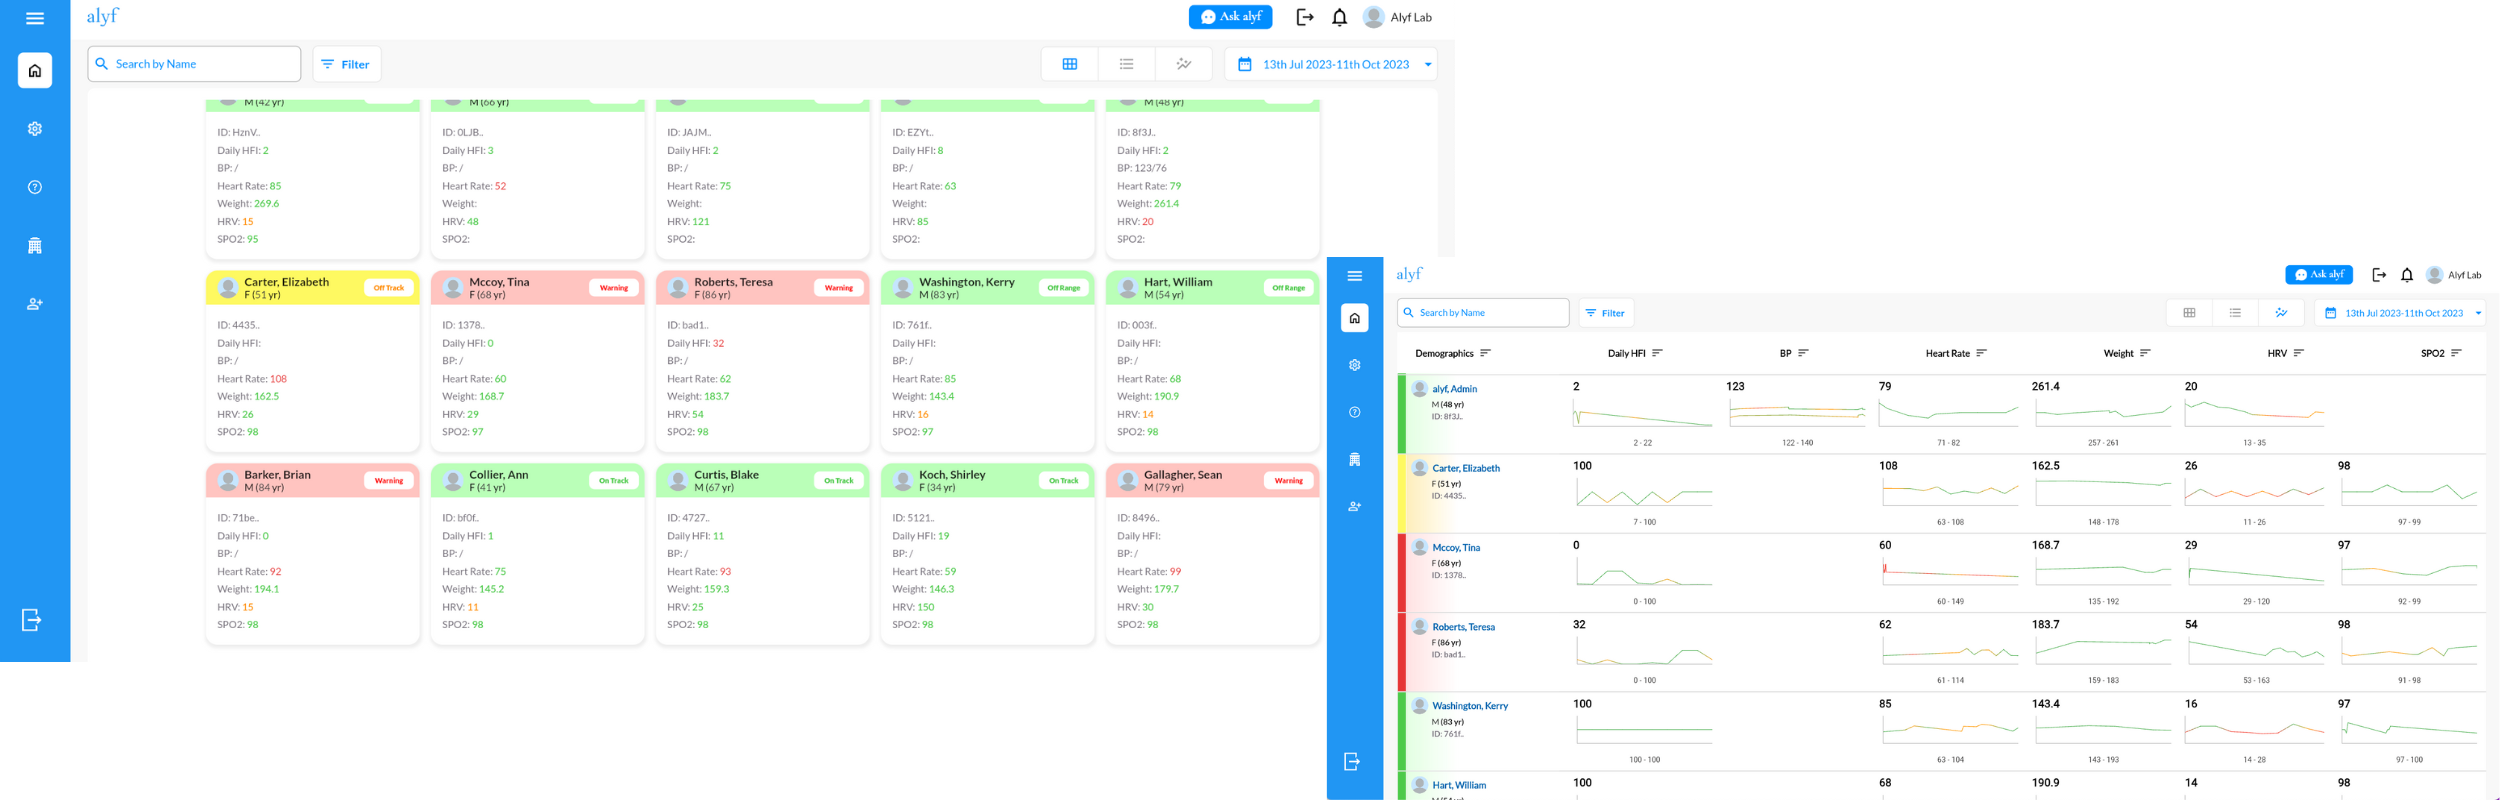 alyf
Ask alyf
Alyf Lab
Search by Name
Filter
13th Jul 2023-11th Oct 2023
M (42 yr)
ID: HznV..
Daily HFI: 2
BP: /
Heart Rate: 85
Weight: 269.6
HRV: 15
SPO2: 95
M (66 yr)
ID: 0LJB..
Daily HFI: 3
BP: /
Heart Rate: 52
Weight:
HRV: 48
SPO2:
ID: JAJM..
Daily HFI: 2
BP: /
Heart Rate: 75
Weight:
HRV: 121
SPO2:
ID: EZYt..
Daily HFI: 8
BP: /
Heart Rate: 63
Weight:
HRV: 85
SPO2:
M (48 yr)
ID: 8f3J..
Daily HFI: 2
BP: 123/76
Heart Rate: 79
Weight: 261.4
HRV: 20
SPO2:
Carter, Elizabeth
F (51 yr)
Off Track
ID: 4435..
Daily HFI:
BP: /
Heart Rate: 108
Weight: 162.5
HRV: 26
SPO2: 98
Mccoy, Tina
F (68 yr)
Warning
ID: 1378..
Daily HFI: 0
BP: /
Heart Rate: 60
Weight: 168.7
HRV: 29
SPO2: 97
Roberts, Teresa
F (86 yr)
Warning
ID: bad1..
Daily HFI: 32
BP: /
Heart Rate: 62
Weight: 183.7
HRV: 54
SPO2: 98
Washington, Kerry
M (83 yr)
Off Range
ID: 761f..
Daily HFI:
BP: /
Heart Rate: 85
Weight: 143.4
HRV: 16
SPO2: 97
Hart, William
M (54 yr)
Off Range
ID: 003f..
Daily HFI:
BP: /
Heart Rate: 68
Weight: 190.9
HRV: 14
SPO2: 98
Barker, Brian
M (84 yr)
Warning
ID: 71be..
Daily HFI: 0
BP: /
Heart Rate: 92
Weight: 194.1
HRV: 15
SPO2: 98
Collier, Ann
F (41 yr)
On Track
ID: bf0f..
Daily HFI: 1
BP: /
Heart Rate: 75
Weight: 145.2
HRV: 11
SPO2: 98
Curtis, Blake
M (67 yr)
On Track
ID: 4727..
Daily HFI: 11
BP: /
Heart Rate: 93
Weight: 159.3
HRV: 25
SPO2: 98
Koch, Shirley
F (34 yr)
On Track
ID: 5121..
Daily HFI: 19
BP: /
Heart Rate: 59
Weight: 146.3
HRV: 150
SPO2: 98
Gallagher, Sean
M (79 yr)
Warning
ID: 8496..
Daily HFI:
BP: /
Heart Rate: 99
Weight: 179.7
HRV: 30
SPO2: 98
alyf
Ask alyf
Alyf Lab
Search by Name
Filter
13th Jul 2023-11th Oct 2023
Demographics Daily HFI BP Heart Rate Weight HRV SPO2
alyf, Admin 2 123 79 261.4 20
M (48 yr)
ID: 8f3J..
2 - 22 122 - 140 71 - 82 257 - 261 13 - 35
Carter, Elizabeth 100 108 162.5 26 98
F (51 yr)
ID: 4435..
7 - 100 63 - 108 148 - 178 11 - 26 97 - 99
Mccoy, Tina 0 60 168.7 29 97
F (68 yr)
ID: 1378..
0 - 100 60 - 149 135 - 192 29 - 120 92 - 99
Roberts, Teresa 32 62 183.7 54 98
F (86 yr)
ID: bad1..
0 - 100 61 - 114 159 - 183 53 - 163 91 - 98
Washington, Kerry 100 85 143.4 16 97
M (83 yr)
ID: 761f..
100 - 100 63 - 104 143 - 193 14 - 28 97 - 100
Hart, William 100 68 190.9 14 98